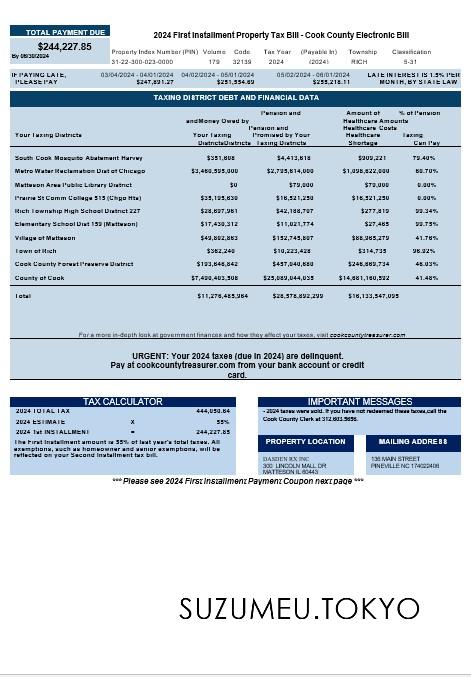 TOTAL PAYMENT DUE
$244,227.85
By 06/30/2024
2024 First Installment Property Tax Bill - Cook County Electronic Bill
Property Index Number (PIN) Volume Code Tax Year (Payable In) Township Classification
31-22-300-023-0000 179 32139 2024 (2024) RICH 5-31
IF PAYING LATE, PLEASE PAY
03/04/2024 - 04/01/2024 04/02/2024 - 05/01/2024 05/02/2024 - 06/01/2024
$247,891.27 $251,554.69 $255,218.11
LATE INTEREST IS 1.5% PER MONTH, BY STATE LAW
TAXING DISTRICT DEBT AND FINANCIAL DATA
Your Taxing Districts
and Money Owed by Your Taxing Districts
Pension and Pension and Promised by Your Taxing Districts
Amount of Healthcare Amounts Healthcare Costs Healthcare Shortage
% of Pension Taxing Can Pay
South Cook Mosquito Abatement Harvey $351,608 $4,413,618 $909,221 79.40%
Metro Water Reclamation Dist of Chicago $3,460,595,000 $2,795,614,000 $1,098,622,000 60.70%
Matteson Area Public Library District $0 $79,000 $79,000 0.00%
Prairie St Comm College 515 (Chgo Hts) $35,195,630 $16,521,250 $16,521,250 0.00%
Rich Township High School District 227 $28,697,961 $42,188,707 $277,819 99.34%
Elementary School Dist 159 (Matteson) $17,430,312 $11,021,774 $27,465 99.75%
Village of Matteson $49,802,863 $152,745,807 $88,965,279 41.76%
Town of Rich $362,240 $10,223,428 $314,735 96.92%
Cook County Forest Preserve District $193,646,842 $457,040,680 $246,669,734 46.03%
County of Cook $7,490,403,508 $25,089,044,035 $14,681,160,592 41.48%
Total $11,276,485,964 $28,578,892,299 $16,133,547,095
For a more in-depth look at government finances and how they affect your taxes, visit cookcountytreasurer.com
URGENT: Your 2024 taxes (due in 2024) are delinquent.
Pay at cookcountytreasurer.com from your bank account or credit
card.
TAX CALCULATOR
2024 TOTAL TAX 444,050.64
2024 ESTIMATE X 55%
2024 1st INSTALLMENT = 244,227.85
The First Installment amount is 55% of last year's total taxes. All
exemptions, such as homeowner and senior exemptions, will be
reflected on your Second Installment tax bill.
IMPORTANT MESSAGES
- 2024 taxes were sold. If you have not redeemed these taxes,call the
Cook County Clerk at 312.603.5656.
PROPERTY LOCATION
DASDEN RX INC
300 LINCOLN MALL DR
MATTESON IL 60443
MAILING ADDRESS
136 MAIN STREET
PINEVILLE NC 174022406
*** Please see 2024 First Installment Payment Coupon next page ***
SUZUMEU.TOKYO